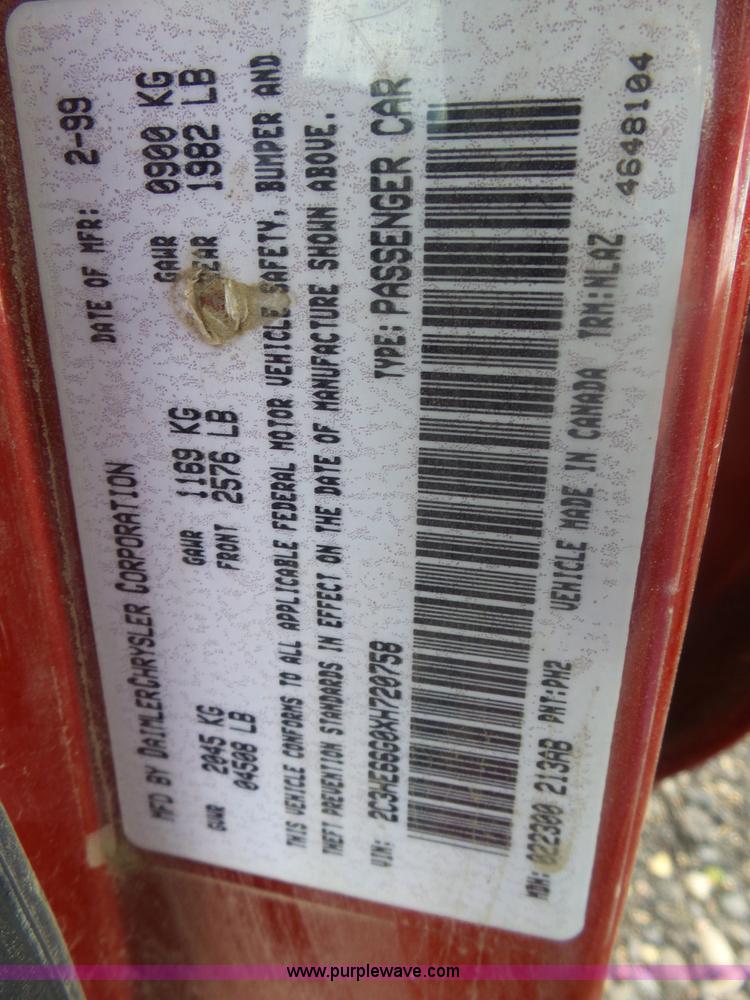 MFD BY DAIMLERCHRYSLER CORPORATION DATE OF MFR: 2-99
GVWR 2045 KG GAWR 1169 KG GAWR 0900 KG
04508 LB FRONT 2576 LB REAR 1982 LB
THIS VEHICLE CONFORMS TO ALL APPLICABLE FEDERAL MOTOR VEHICLE SAFETY, BUMPER AND
THEFT PREVENTION STANDARDS IN EFFECT ON THE DATE OF MANUFACTURE SHOWN ABOVE.
VIN: 2C3HE66G0XH720758 TYPE: PASSENGER CAR
MDH: 022300 213AB PNT:PM2 VEHICLE MADE IN CANADA TRM:NLAZ
4648104
www.purplewave.com